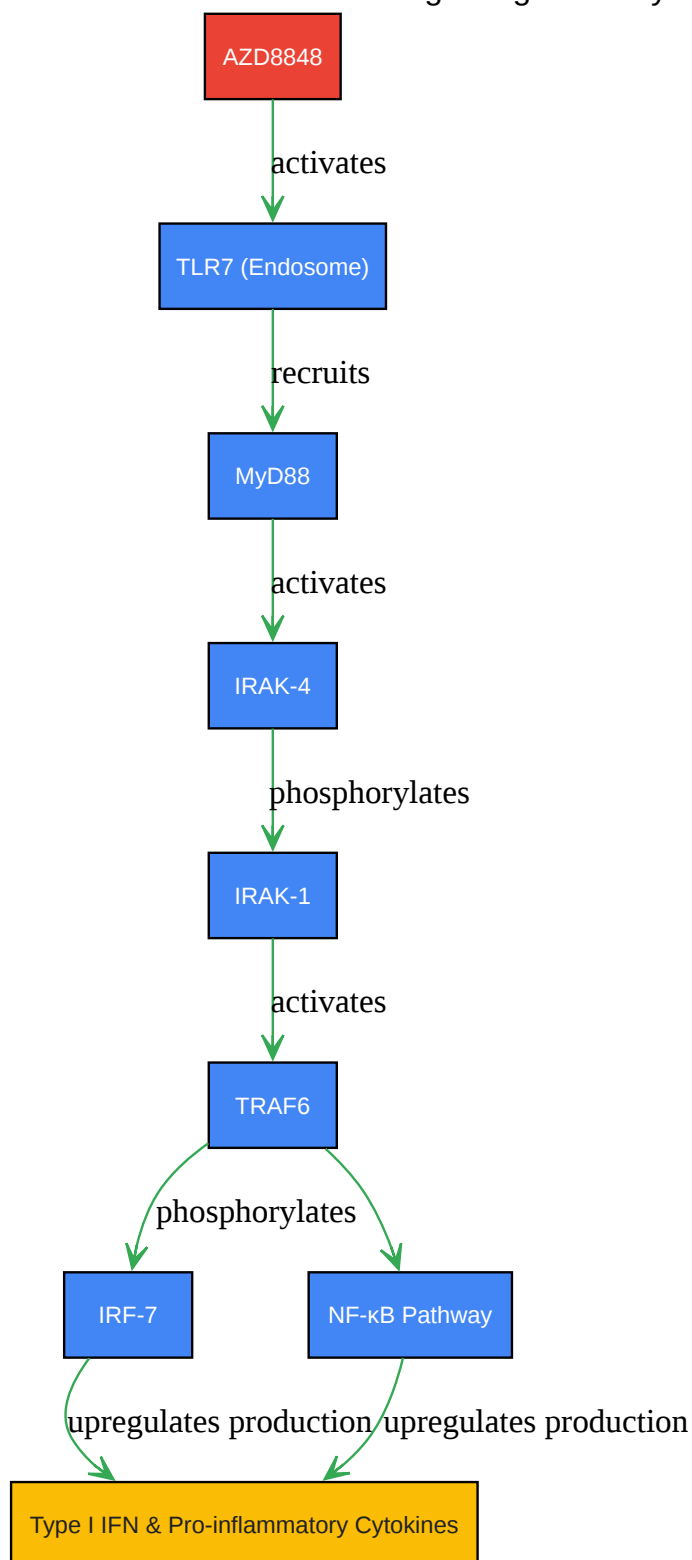 AZD8848
activates
TLR7 (Endosome)
recruits
MyD88
activates
IRAK-4
phosphorylates
IRAK-1
activates
TRAF6
phosphorylates
IRF-7
NF-κB Pathway
upregulates production
upregulates production
Type I IFN & Pro-inflammatory Cytokines